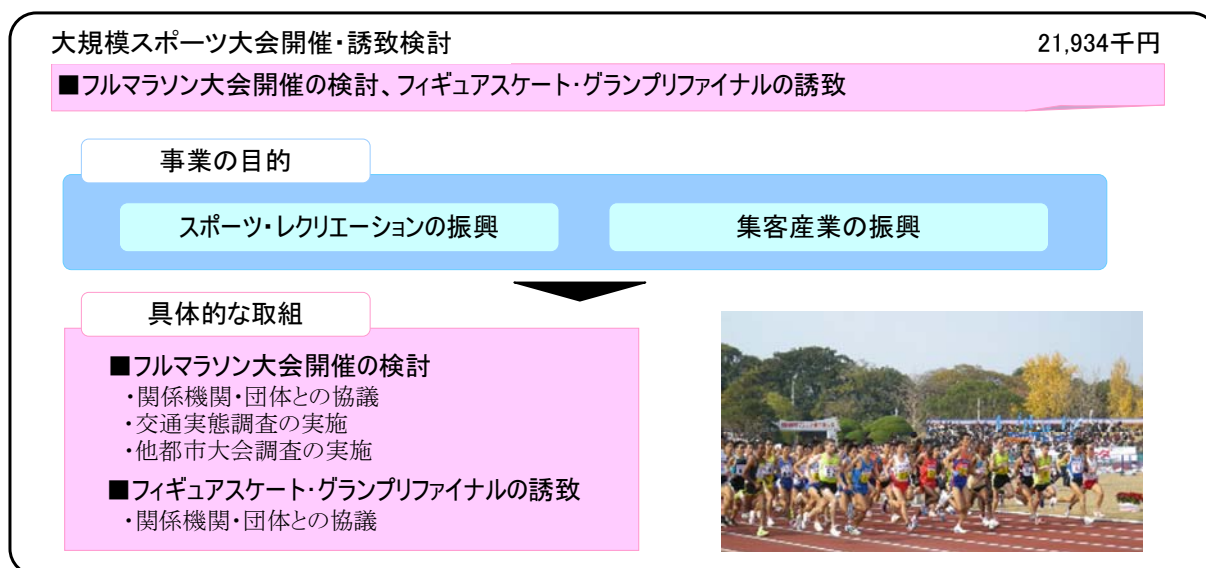 大規模スポーツ大会開催・誘致検討 21,934千円
■フルマラソン大会開催の検討、フィギュアスケート・グランプリファイナルの誘致
事業の目的
スポーツ・レクリエーションの振興 集客産業の振興
具体的な取組
■フルマラソン大会開催の検討
・関係機関・団体との協議
・交通実態調査の実施
・他都市大会調査の実施
■フィギュアスケート・グランプリファイナルの誘致
・関係機関・団体との協議